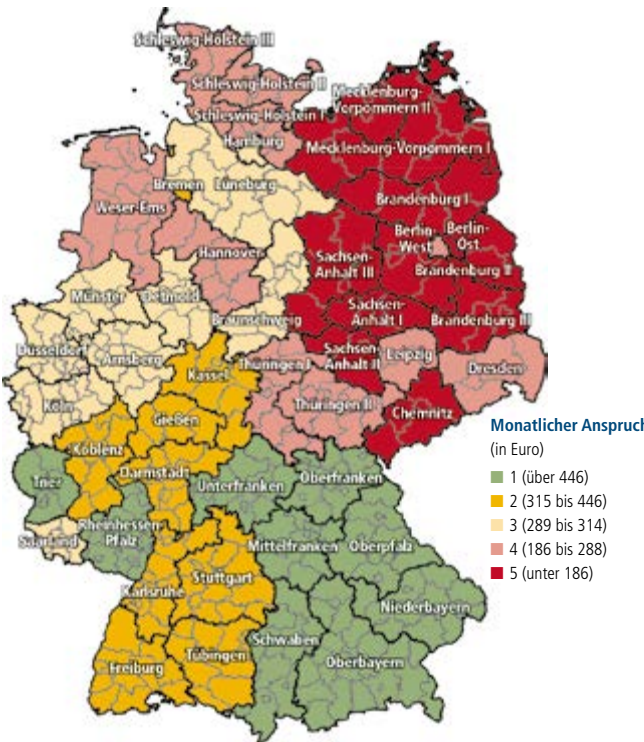 Schleswig-Holstein III
Schleswig-Holstein II
Mecklenburg-
Vorpommern II
Schleswig-Holstein I
Hamburg
Mecklenburg-Vorpommern I
Bremen
Lüneburg
Brandenburg I
Weser-Ems
Berlin-
West
Berlin-
Ost
Hannover
Sachsen-
Anhalt III
Brandenburg II
Münster
Detmold
Braunschweig
Sachsen-
Anhalt I
Brandenburg III
Düsseldorf
Arnsberg
Kassel
Thüringen I
Sachsen-
Anhalt II
Leipzig
Dresden
Köln
Gießen
Thüringen II
Chemnitz
Koblenz
Darmstadt
Trier
Unterfranken
Oberfranken
Rheinhessen-
Pfalz
Saarland
Mittelfranken
Oberpfalz
Karlsruhe
Stuttgart
Niederbayern
Schwaben
Freiburg
Tübingen
Oberbayern
Monatlicher Anspruch
(in Euro)
1 (über 446)
2 (315 bis 446)
3 (289 bis 314)
4 (186 bis 288)
5 (unter 186)